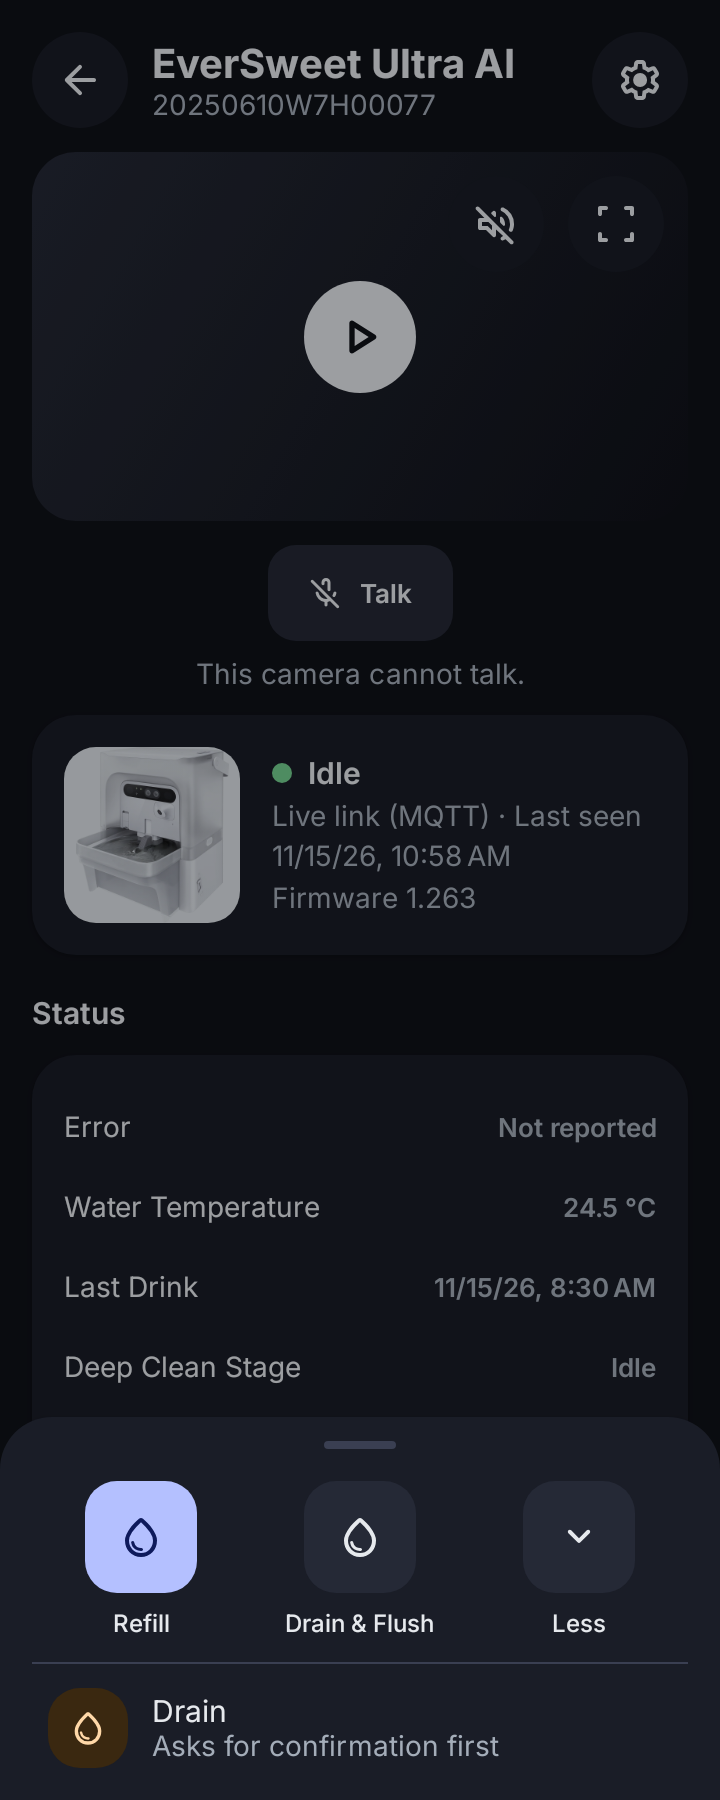 EverSweet Ultra AI
20250610W7H00077
Talk
This camera cannot talk.
Idle
Live link (MQTT) · Last seen
11/15/26, 10:58 AM
Firmware 1.263
Status
Error Not reported
Water Temperature 24.5 °C
Last Drink 11/15/26, 8:30 AM
Deep Clean Stage Idle
Refill Drain & Flush Less
Drain
Asks for confirmation first